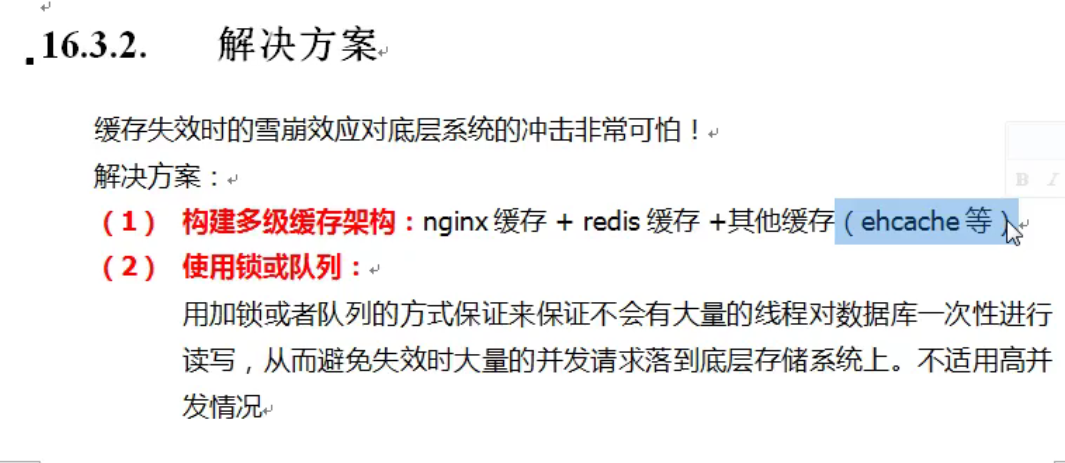 16.3.2. 解决方案
缓存失效时的雪崩效应对底层系统的冲击非常可怕！
解决方案：
（1） 构建多级缓存架构：nginx 缓存 + redis 缓存 +其他缓存（ehcache 等）
（2） 使用锁或队列：
用加锁或者队列的方式保证来保证不会有大量的线程对数据库一次性进行
读写，从而避免失效时大量的并发请求落到底层存储系统上。不适用高并
发情况
B I